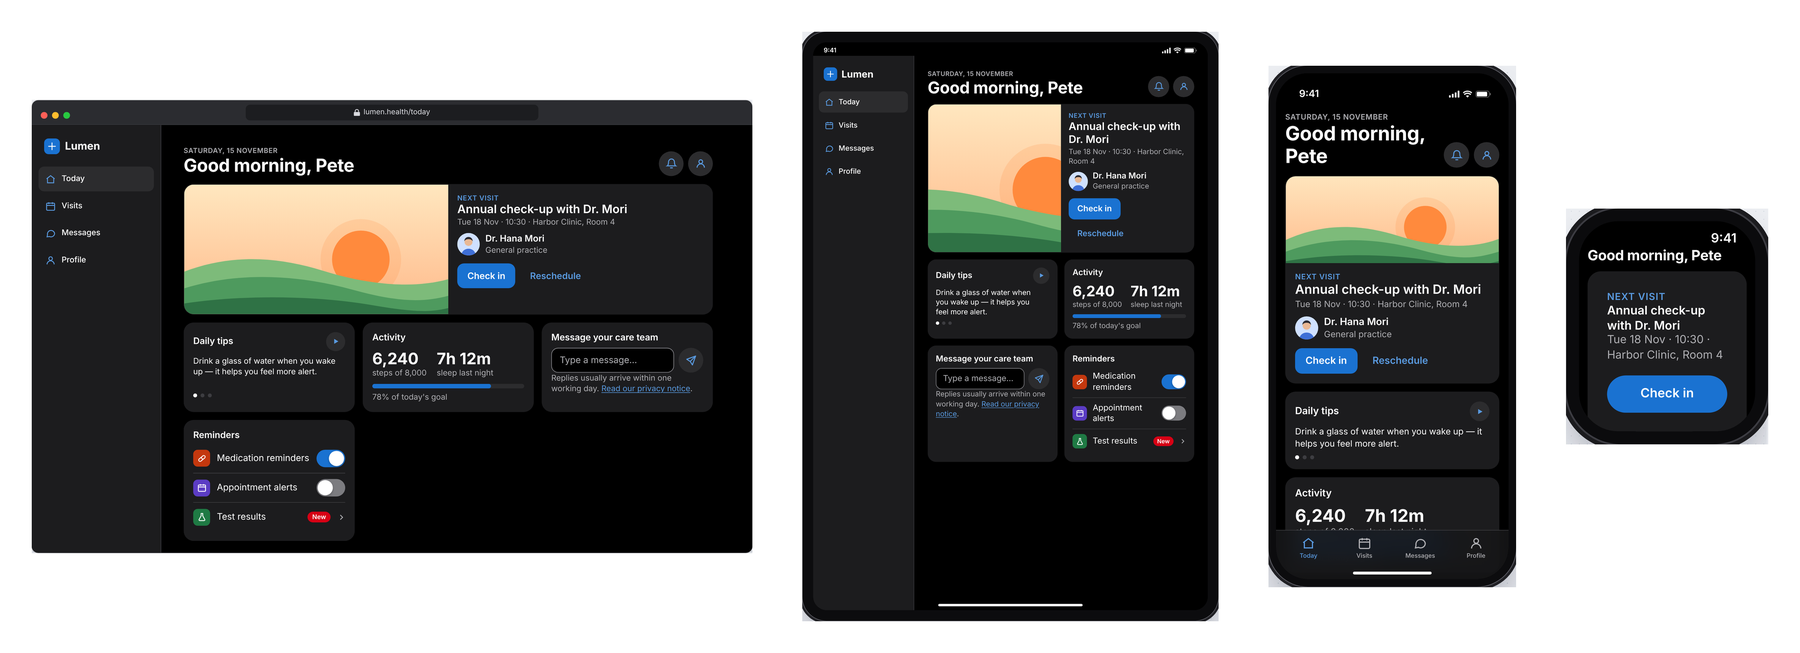 lumen.health/today
Lumen
Today
Visits
Messages
Profile
SATURDAY, 15 NOVEMBER
Good morning, Pete
NEXT VISIT
Annual check-up with Dr. Mori
Tue 18 Nov · 10:30 · Harbor Clinic, Room 4
Dr. Hana Mori
General practice
Check in
Reschedule
Daily tips
Drink a glass of water when you wake
up — it helps you feel more alert.
Activity
6,240
7h 12m
steps of 8,000
sleep last night
78% of today's goal
Message your care team
Type a message...
Replies usually arrive within one
working day. Read our privacy notice.
Reminders
Medication reminders
Appointment alerts
Test results
New
9:41
Lumen
Today
Visits
Messages
Profile
SATURDAY, 15 NOVEMBER
Good morning, Pete
NEXT VISIT
Annual check-up with
Dr. Mori
Tue 18 Nov · 10:30 · Harbor Clinic,
Room 4
Dr. Hana Mori
General practice
Check in
Reschedule
Daily tips
Drink a glass of water when
you wake up — it helps you
feel more alert.
Activity
6,240
7h 12m
steps of 8,000
sleep last night
78% of today's goal
Message your care team
Type a message...
Replies usually arrive within one
working day. Read our privacy
notice.
Reminders
Medication
reminders
Appointment
alerts
Test results
New
9:41
SATURDAY, 15 NOVEMBER
Good morning,
Pete
NEXT VISIT
Annual check-up with Dr. Mori
Tue 18 Nov · 10:30 · Harbor Clinic, Room 4
Dr. Hana Mori
General practice
Check in
Reschedule
Daily tips
Drink a glass of water when you wake up — it
helps you feel more alert.
Activity
6,240
7h 12m
Today
Visits
Messages
Profile
9:41
Good morning, Pete
NEXT VISIT
Annual check-up
with Dr. Mori
Tue 18 Nov · 10:30 ·
Harbor Clinic, Room 4
Check in